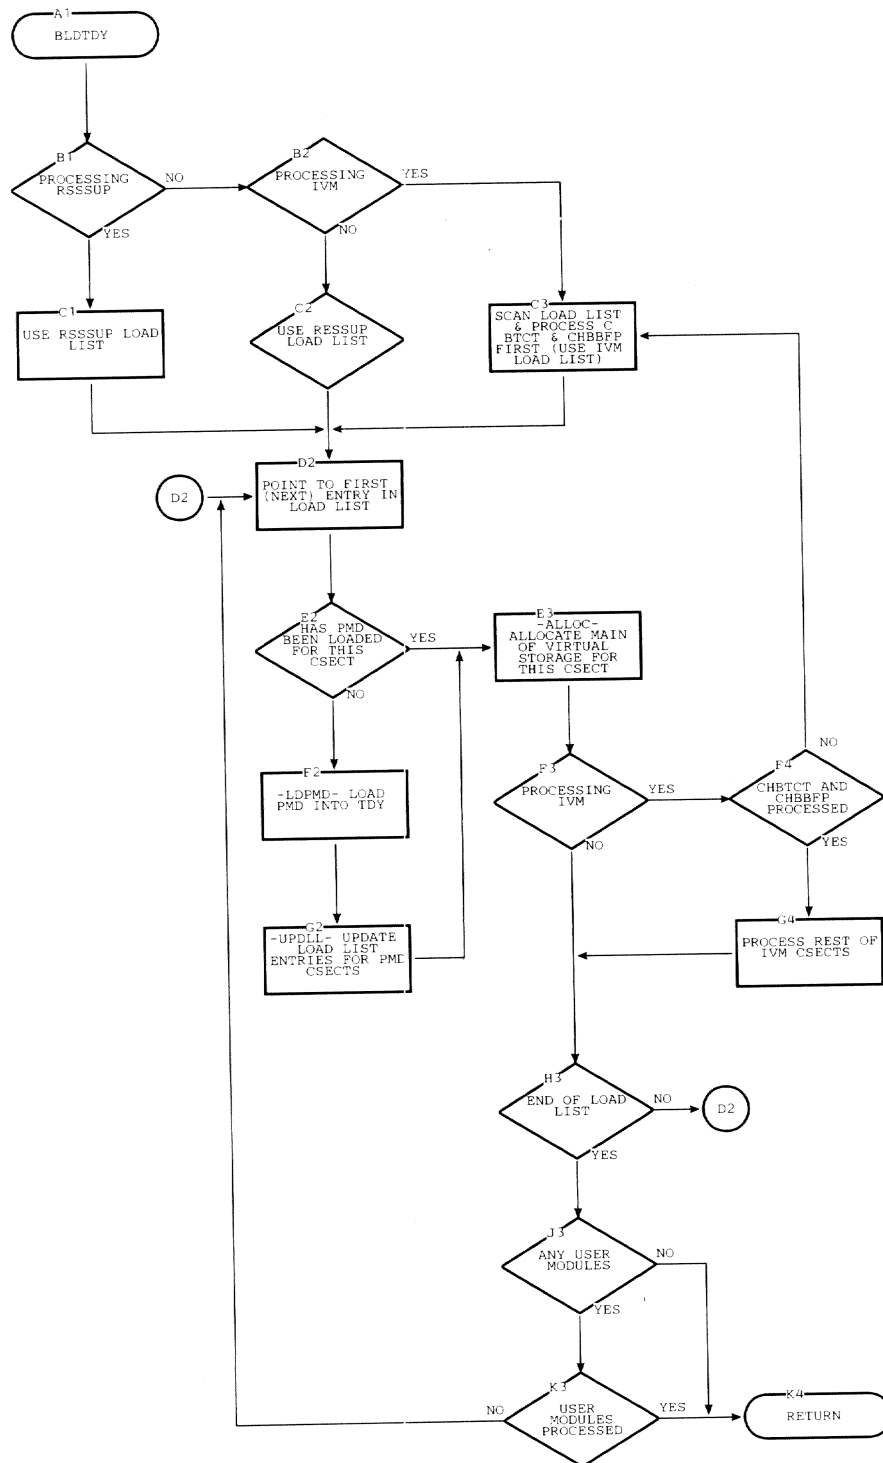 A1
BLDTDY
B1
PROCESSING
RSSSUP
NO
YES
B2
PROCESSING
IVM
YES
NO
C1
USE RSSSUP LOAD
LIST
C2
USE RESSUP
LOAD LIST
C3
SCAN LOAD LIST
& PROCESS C
BTCT & CHBBFP
FIRST (USE IVM
LOAD LIST)
D2
D2
POINT TO FIRST
(NEXT) ENTRY IN
LOAD LIST
E2
HAS PMD
BEEN LOADED
FOR THIS
CSECT
YES
NO
E3
-ALLOC-
ALLOCATE MAIN
OF VIRTUAL
STORAGE FOR
THIS CSECT
F2
-LDPMD- LOAD
PMD INTO TDY
F3
PROCESSING
IVM
YES
NO
F4
CHBTCT AND
CHBBFP
PROCESSED
NO
YES
G2
-UPDLL- UPDATE
LOAD LIST
ENTRIES FOR PMD
CSECTS
G4
PROCESS REST OF
IVM CSECTS
H3
END OF LOAD
LIST
NO
D2
YES
J3
ANY USER
MODULES
NO
YES
K3
USER
MODULES
PROCESSED
NO
YES
K4
RETURN